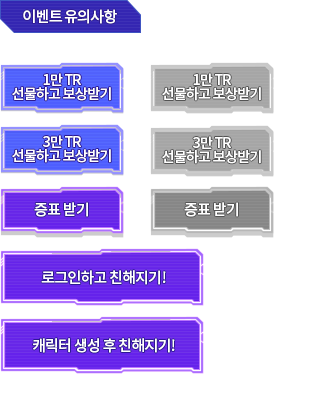 이벤트 유의사항
1만 TR
선물하고 보상받기
1만 TR
선물하고 보상받기
3만 TR
선물하고 보상받기
3만 TR
선물하고 보상받기
증표 받기
증표 받기
로그인하고 친해지기!
캐릭터 생성 후 친해지기!